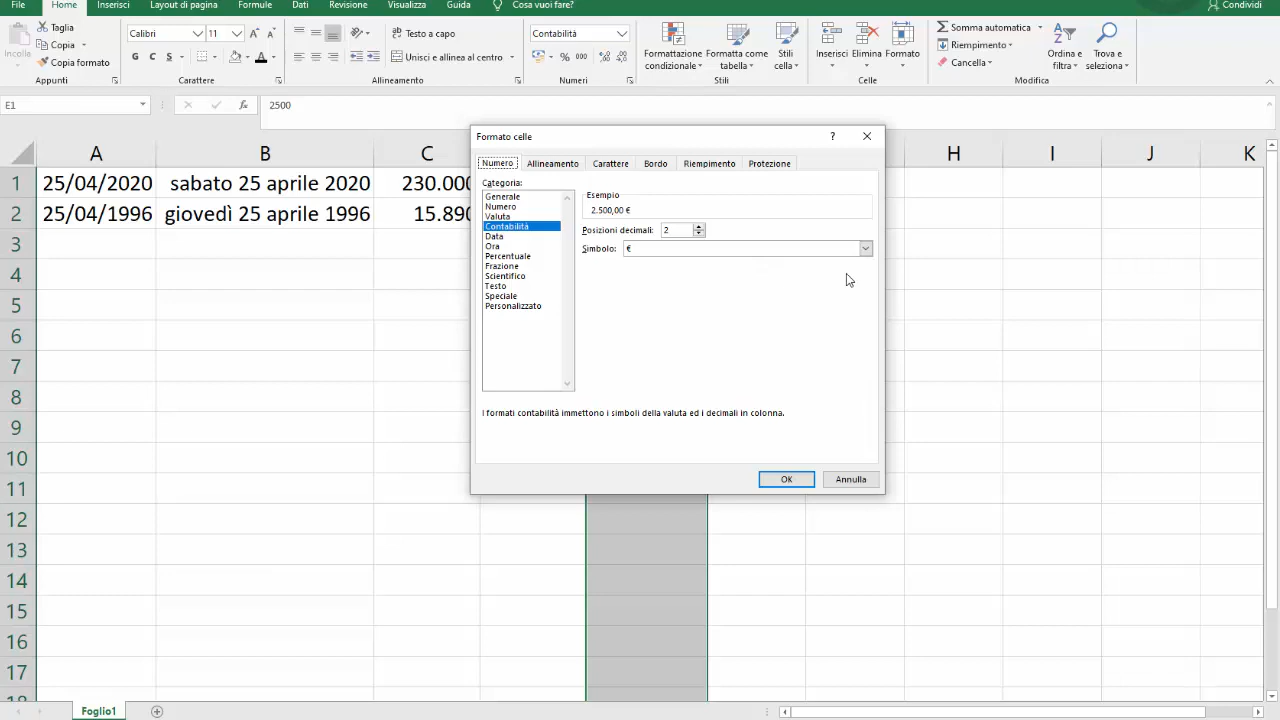 File Home Inserisci Layout di pagina Formule Dati Revisione Visualizza Guida Cosa vuoi fare? Condividi
Incolla
Taglia
Copia
Copia formato
Appunti
Calibri 11
G C S
Carattere
Testo a capo
Unisci e allinea al centro
Allineamento
Contabilità
% 000
Numeri
Formattazione condizionale
Formatta come tabella
Stili cella
Stili
Inserisci Elimina Formato
Celle
Somma automatica
Riempimento
Cancella
Ordina e filtra
Trova e seleziona
Modifica
E1 fx 2500
A B C H I J K
1 25/04/2020 sabato 25 aprile 2020 230.000
2 25/04/1996 giovedì 25 aprile 1996 15.890
3
4
5
6
7
8
9
10
11
12
13
14
15
16
17
18
Formato celle ?
Numero Allineamento Carattere Bordo Riempimento Protezione
Categoria:
Generale
Numero
Valuta
Contabilità
Data
Ora
Percentuale
Frazione
Scientifico
Testo
Speciale
Personalizzato
Esempio
2.500,00 €
Posizioni decimali: 2
Simbolo: €
I formati contabilità immettono i simboli della valuta ed i decimali in colonna.
OK Annulla
Foglio1